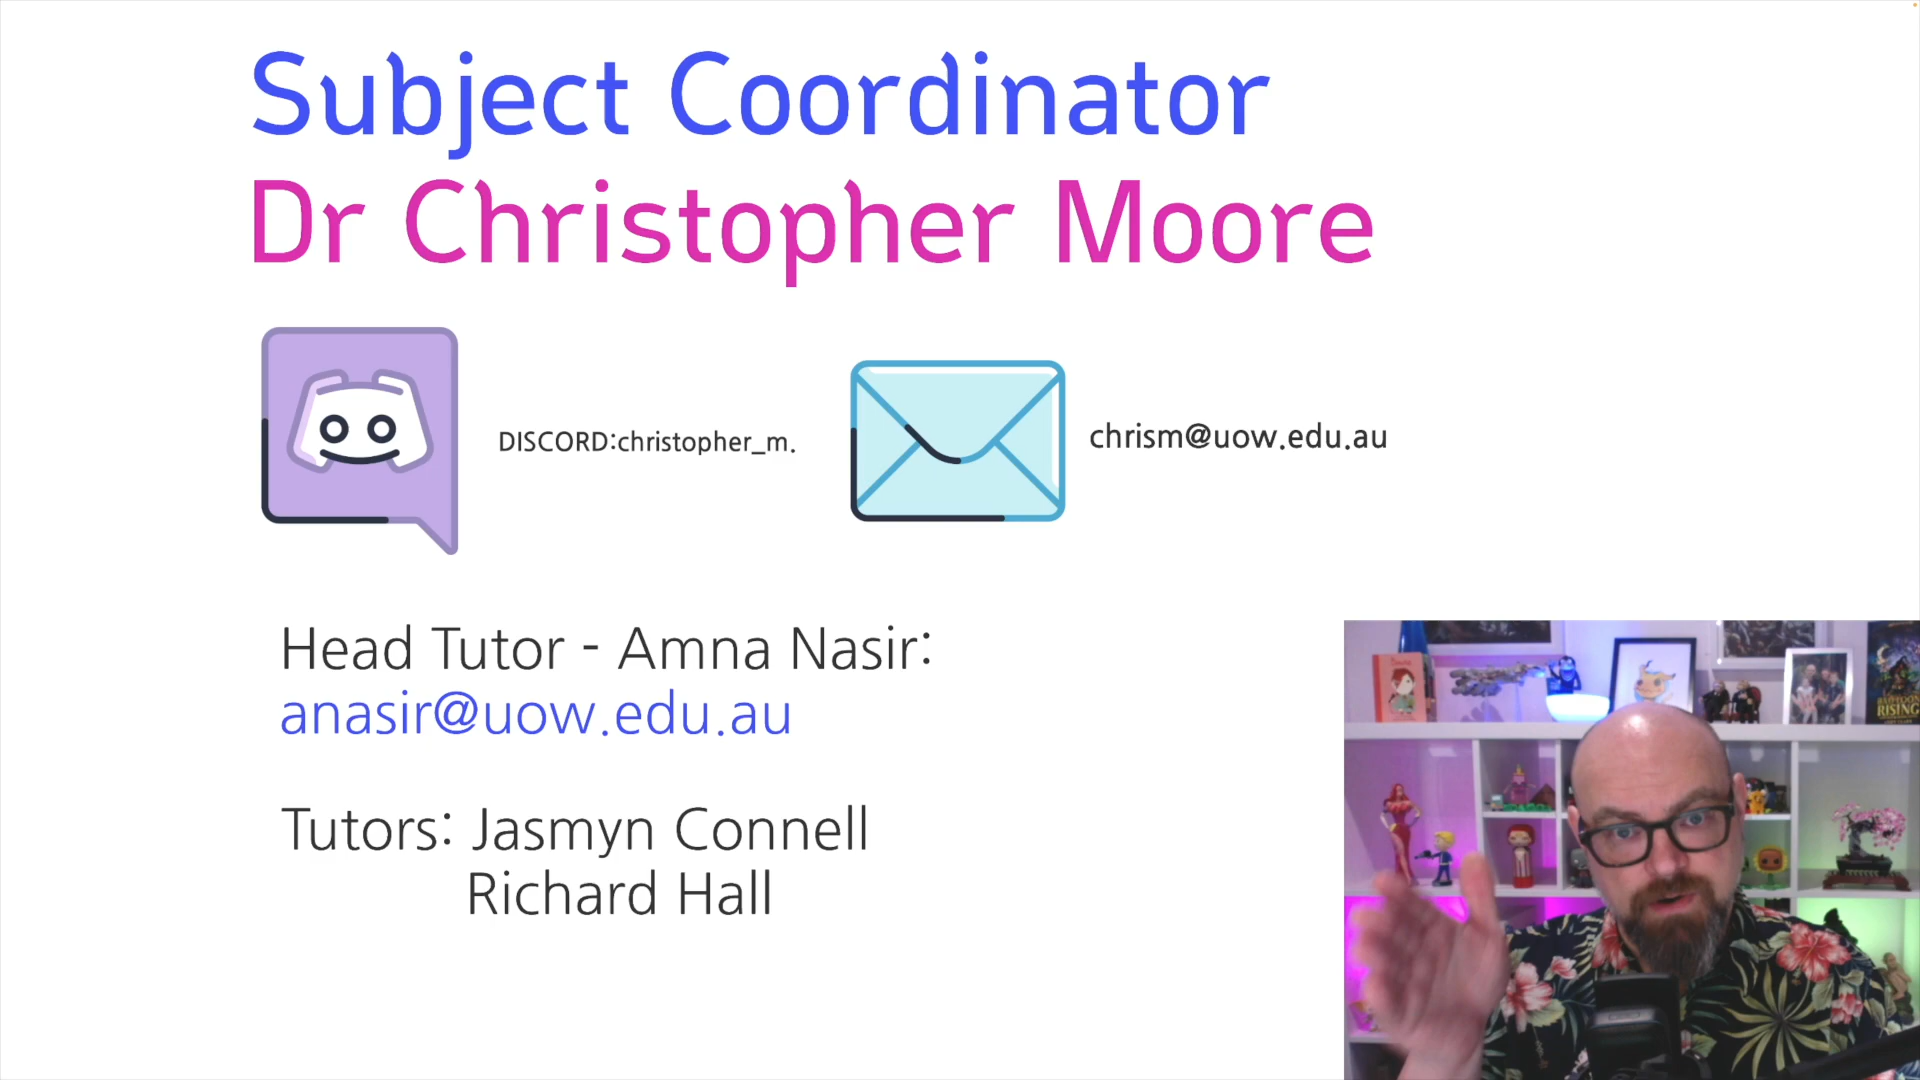 Subject Coordinator
Dr Christopher Moore
DISCORD:christopher_m.
chrism@uow.edu.au
Head Tutor - Amna Nasir:
anasir@uow.edu.au
Tutors: Jasmyn Connell
Richard Hall
RISING